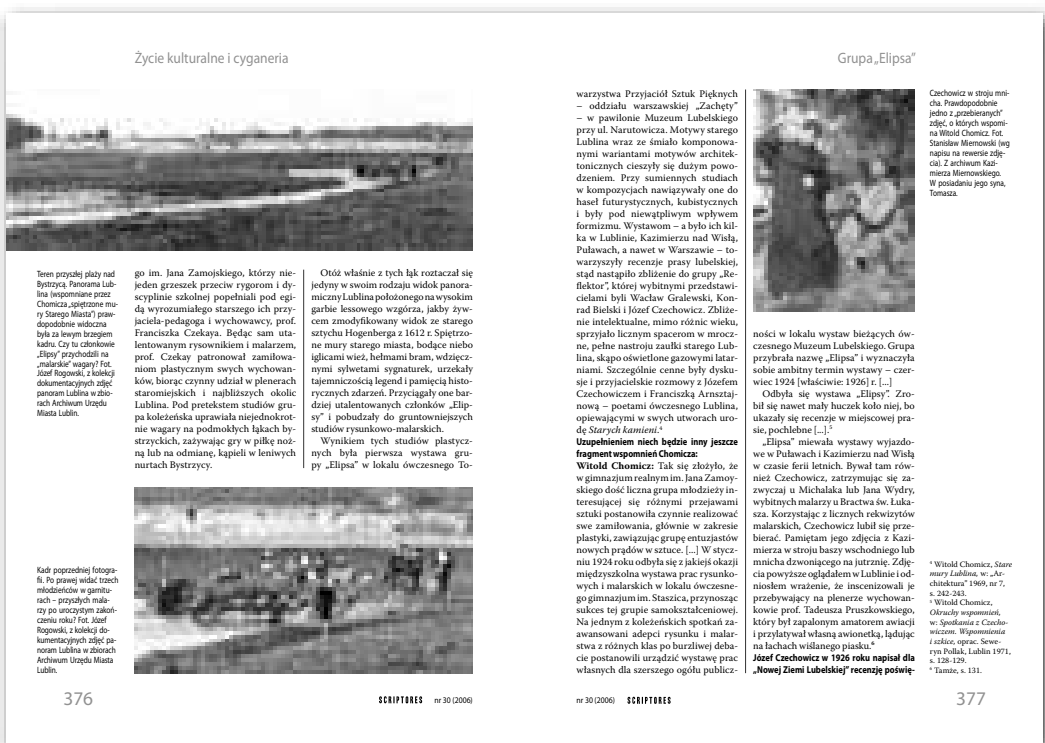 Życie kulturalne i cyganeria
Teren przyszłej plaży nad
Bystrzycą. Panorama Lub-
lina (wspomniane przez
Chomicza „spiętrzone mu-
ry Starego Miasta”) praw-
dopodobnie widoczna
była za lewym brzegiem
kadru. Czy tu członkowie
„Elipsy” przychodzili na
„malarskie” wagary? Fot.
Józef Rogowski, z kolekcji
dokumentacyjnych zdjęć
panoram Lublina w zbio-
rach Archiwum Urzędu
Miasta Lublin.
go im. Jana Zamojskiego, którzy nie-
jeden grzeszek przeciw rygorom i dy-
scyplinie szkolnej popełniali pod egi-
dą wyrozumiałego starszego ich przy-
jaciela-pedagoga i wychowawcy, prof.
Franciszka Czekaya. Będąc sam uta-
lentowanym rysownikiem i malarzem,
prof. Czekay patronował zamiłowa-
niom plastycznym swych wychowan-
ków, biorąc czynny udział w plenerach
staromiejskich i najbliższych okolic
Lublina. Pod pretekstem studiów gru-
pa koleżeńska uprawiała niejednokrot-
nie wagary na podmokłych łąkach by-
strzyckich, zażywając gry w piłkę noż-
ną lub na odmianę, kąpieli w leniwych
nurtach Bystrzycy.
Otóż właśnie z tych łąk roztaczał się
jedyny w swoim rodzaju widok panora-
miczny Lublina położonego na wysokim
garbie lessowego wzgórza, jakby żyw-
cem zmodyfikowany widok ze starego
sztychu Hogenberga z 1612 r. Spiętrzo-
ne mury starego miasta, bodące niebo
iglicami wież, hełmami bram, wdzięcz-
nymi sylwetami sygnaturek, urzekały
tajemniczością legend i pamięcią histo-
rycznych zdarzeń. Przyciągały one bar-
dziej utalentowanych członków „Elip-
sy” i pobudzały do gruntowniejszych
studiów rysunkowo-malarskich.
Wynikiem tych studiów plastycz-
nych była pierwsza wystawa gru-
py „Elipsa” w lokalu ówczesnego To-
Kadr poprzedniej fotogra-
fii. Po prawej widać trzech
młodzieńców w garnitu-
rach – przyszłych mala-
rzy po uroczystym zakoń-
czeniu roku? Fot. Józef
Rogowski, z kolekcji do-
kumentacyjnych zdjęć pa-
noram Lublina w zbiorach
Archiwum Urzędu Miasta
Lublin.
376
SCRIPTORES nr 30 (2006)
Grupa „Elipsa”
warzystwa Przyjaciół Sztuk Pięknych
– oddziału warszawskiej „Zachęty”
– w pawilonie Muzeum Lubelskiego
przy ul. Narutowicza. Motywy starego
Lublina wraz ze śmiało komponowa-
nymi wariantami motywów architek-
tonicznych cieszyły się dużym powo-
dzeniem. Przy sumiennych studiach
w kompozycjach nawiązywały one do
haseł futurystycznych, kubistycznych
i były pod niewątpliwym wpływem
formizmu. Wystawom – a było ich kil-
ka w Lublinie, Kazimierzu nad Wisłą,
Puławach, a nawet w Warszawie – to-
warzyszyły recenzje prasy lubelskiej,
stąd nastąpiło zbliżenie do grupy „Re-
flektor”, której wybitnymi przedstawi-
cielami byli Wacław Gralewski, Kon-
rad Bielski i Józef Czechowicz. Zbliże-
nie intelektualne, mimo różnic wieku,
sprzyjało licznym spacerom w mrocz-
ne, pełne nastroju zaułki starego Lub-
lina, skąpo oświetlone gazowymi latar-
niami. Szczególnie cenne były dysku-
sje i przyjacielskie rozmowy z Józefem
Czechowiczem i Franciszką Arnsztaj-
nową – poetami ówczesnego Lublina,
opiewającymi w swych utworach uro-
dę Starych kamieni.⁴
Uzupełnieniem niech będzie inny jeszcze
fragment wspomnień Chomicza:
Witold Chomicz: Tak się złożyło, że
w gimnazjum realnym im. Jana Zamoy-
skiego dość liczna grupa młodzieży in-
teresującej się różnymi przejawami
sztuki postanowiła czynnie realizować
swe zamiłowania, głównie w zakresie
plastyki, zawiązując grupę entuzjastów
nowych prądów w sztuce. [...] W stycz-
niu 1924 roku odbyła się z jakiejś okazji
międzyszkolna wystawa prac rysunko-
wych i malarskich w lokalu ówczesne-
go gimnazjum im. Staszica, przynosząc
sukces tej grupie samokształceniowej.
Na jednym z koleżeńskich spotkań za-
awansowani adepci rysunku i malar-
stwa z różnych klas po burzliwej deba-
cie postanowili urządzić wystawę prac
własnych dla szerszego ogółu publicz-
Czechowicz w stroju mni-
cha. Prawdopodobnie
jedno z „przebieranych”
zdjęć, o których wspomi-
na Witold Chomicz. Fot.
Stanisław Miernowski (wg
napisu na rewersie zdję-
cia). Z archiwum Kazi-
mierza Miernowskiego.
W posiadaniu jego syna,
Tomasza.
ności w lokalu wystaw bieżących ów-
czesnego Muzeum Lubelskiego. Grupa
przybrała nazwę „Elipsa” i wyznaczyła
sobie ambitny termin wystawy – czer-
wiec 1924 [właściwie: 1926] r. [...]
Odbyła się wystawa „Elipsy”. Zro-
bił się nawet mały huczek koło niej, bo
ukazały się recenzje w miejscowej pra-
sie, pochlebne [...].⁵
„Elipsa” miewała wystawy wyjazdo-
we w Puławach i Kazimierzu nad Wisłą
w czasie ferii letnich. Bywał tam rów-
nież Czechowicz, zatrzymując się za-
zwyczaj u Michalaka lub Jana Wydry,
wybitnych malarzy u Bractwa św. Łuka-
sza. Korzystając z licznych rekwizytów
malarskich, Czechowicz lubił się prze-
bierać. Pamiętam jego zdjęcia z Kazi-
mierza w stroju baszy wschodniego lub
mnicha dzwoniącego na jutrznię. Zdję-
cia powyższe oglądałem w Lublinie i od-
niosłem wrażenie, że inscenizowali je
przebywający na plenerze wychowan-
kowie prof. Tadeusza Pruszkowskiego,
który był zapalonym amatorem awiacji
i przylatywał własną awionetką, lądując
na łachach wiślanego piasku.⁶
Józef Czechowicz w 1926 roku napisał dla
„Nowej Ziemi Lubelskiej” recenzję poświę-
⁴ Witold Chomicz, Stare
mury Lublina, w: „Ar-
chitektura” 1969, nr 7,
s. 242-243.
⁵ Witold Chomicz,
Okruchy wspomnień,
w: Spotkania z Czecho-
wiczem. Wspomnienia
i szkice, oprac. Sewe-
ryn Pollak, Lublin 1971,
s. 128-129.
⁶ Tamże, s. 131.
nr 30 (2006) SCRIPTORES
377